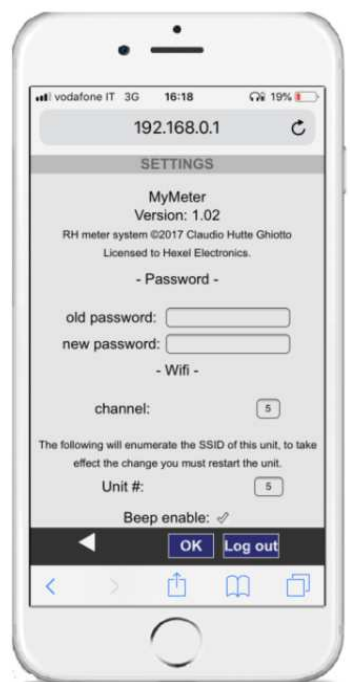 vodafone IT 3G 16:18 19%
192.168.0.1
SETTINGS
MyMeter
Version: 1.02
RH meter system ©2017 Claudio Hutte Ghiotto
Licensed to Hexel Electronics.
- Password -
old password:
new password:
- Wifi -
channel: 5
The following will enumerate the SSID of this unit, to take
effect the change you must restart the unit.
Unit #: 5
Beep enable:
OK Log out